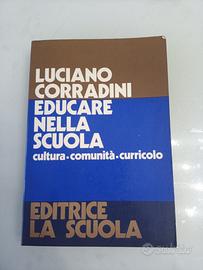 LUCIANO
CORRADINI
EDUCARE
NELLA
SCUOLA
cultura•comunità•curricolo
EDITRICE
LA SCUOLA